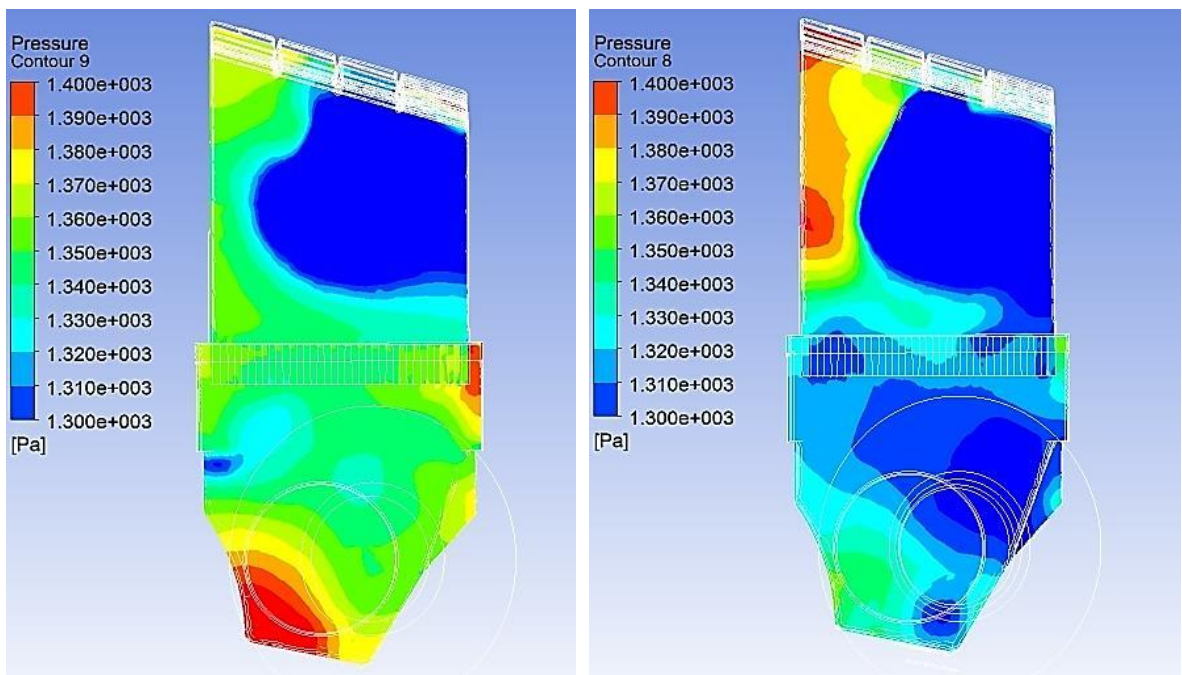 Pressure
Contour 9
1.400e+003
1.390e+003
1.380e+003
1.370e+003
1.360e+003
1.350e+003
1.340e+003
1.330e+003
1.320e+003
1.310e+003
1.300e+003
[Pa]
Pressure
Contour 8
1.400e+003
1.390e+003
1.380e+003
1.370e+003
1.360e+003
1.350e+003
1.340e+003
1.330e+003
1.320e+003
1.310e+003
1.300e+003
[Pa]